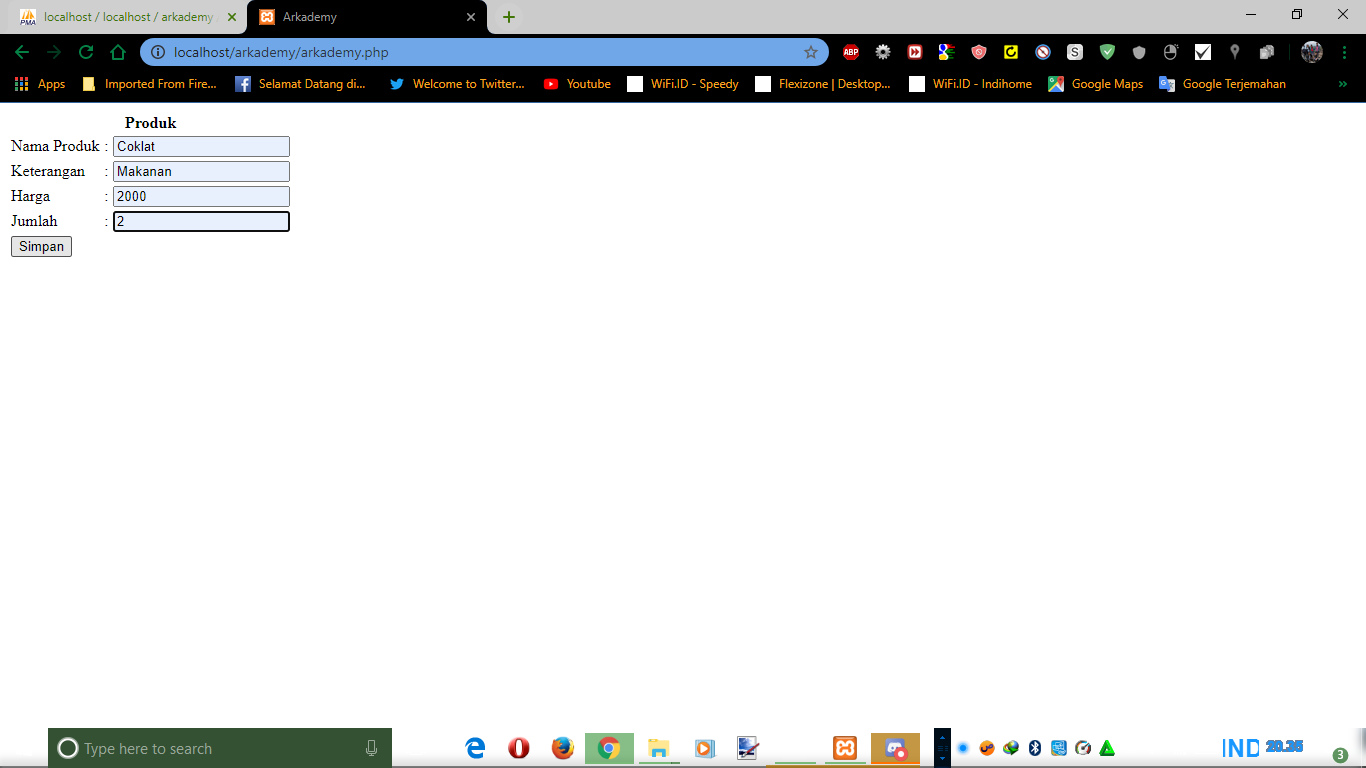 PMA localhost / localhost / arkademy
Arkademy
localhost/arkademy/arkademy.php
ABP
S
Apps
Imported From Fire...
Selamat Datang di...
Welcome to Twitter...
Youtube
WiFi.ID - Speedy
Flexizone | Desktop...
WiFi.ID - Indihome
Google Maps
Google Terjemahan
Produk
Nama Produk : Coklat
Keterangan : Makanan
Harga : 2000
Jumlah : 2
Simpan
Type here to search
IND
20.35
3